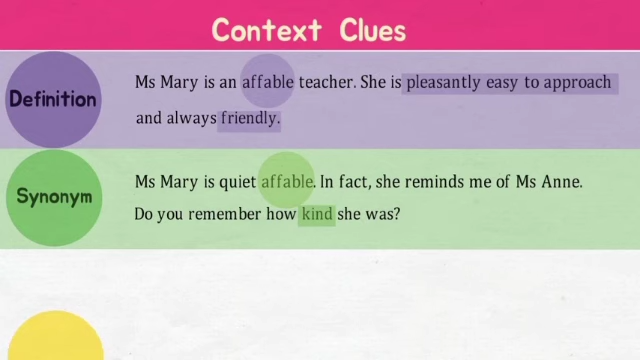 Context Clues
Definition
Ms Mary is an affable teacher. She is pleasantly easy to approach
and always friendly.
Synonym
Ms Mary is quiet affable. In fact, she reminds me of Ms Anne.
Do you remember how kind she was?